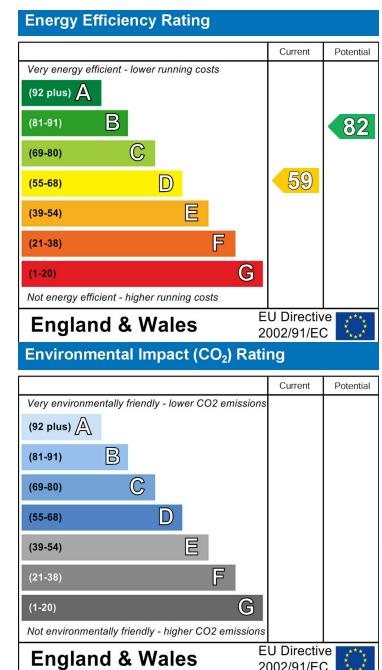 Energy Efficiency Rating
Current Potential
Very energy efficient - lower running costs
(92 plus) A
(81-91) B
82
(69-80) C
(55-68) D
59
(39-54) E
(21-38) F
(1-20) G
Not energy efficient - higher running costs
England & Wales
EU Directive
2002/91/EC
Environmental Impact (CO₂) Rating
Current Potential
Very environmentally friendly - lower CO2 emissions
(92 plus) A
(81-91) B
(69-80) C
(55-68) D
(39-54) E
(21-38) F
(1-20) G
Not environmentally friendly - higher CO2 emissions
England & Wales
EU Directive
2002/91/EC